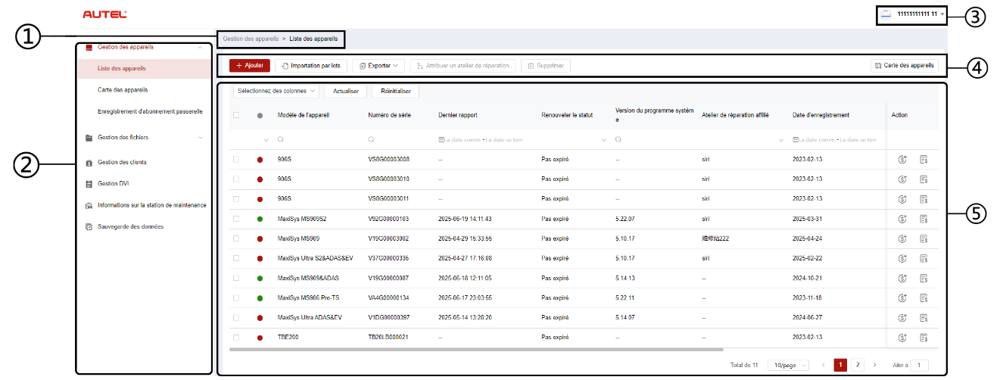 AUTEL
11111111111 11
③
①
Gestion des appareils > Liste des appareils
Gestion des appareils
Liste des appareils
Carte des appareils
Enregistrement d'abonnement passerelle
Gestion des fichiers
②
Gestion des clients
Gestion DVI
Informations sur la station de maintenance
Sauvegarde des données
+ Ajouter Importation par lots Exporter Attribuer un atelier de réparation Supprimer Carte des appareils
④
Sélectionnez des colonnes Actualiser Réinitialiser
Modèle de l'appareil Numéro de série Dernier rapport Renouveler le statut Version du programme systèm Atelier de réparation affilié Date d'enregistrement Action
e
La date comm - La date se tern La date comm - La date se tern
906S VS8G00003008 -- Pas expiré -- siri 2023-02-13
906S VS8G00003010 -- Pas expiré -- siri 2023-02-13
906S VS8G00003011 -- Pas expiré -- siri 2023-02-13
⑤
MaxiSys MS909S2 V92G00000103 2025-06-19 14:11:43 Pas expiré 5.22.07 siri 2025-03-31
MaxiSys MS909 V19G00003002 2025-04-29 15:33:55 Pas expiré 5.10.17 维修站222 2025-04-24
MaxiSys Ultra S2&ADAS&EV V37G00000335 2025-04-27 17:16:08 Pas expiré 5.10.17 siri 2025-02-22
MaxiSys MS909&ADAS V19G00000087 2025-06-18 12:11:05 Pas expiré 5.14.13 -- 2024-10-21
MaxiSys MS906 Pro-TS VA4G00000134 2025-06-17 23:03:55 Pas expiré 5.22.11 -- 2023-11-18
MaxiSys Ultra ADAS&EV V1DG00000397 2025-05-14 13:28:20 Pas expiré 5.14.07 -- 2024-06-27
TBE200 TB20LB000021 -- Pas expiré -- -- 2023-02-13
Total de 11 10/page < 1 2 > Aller à 1